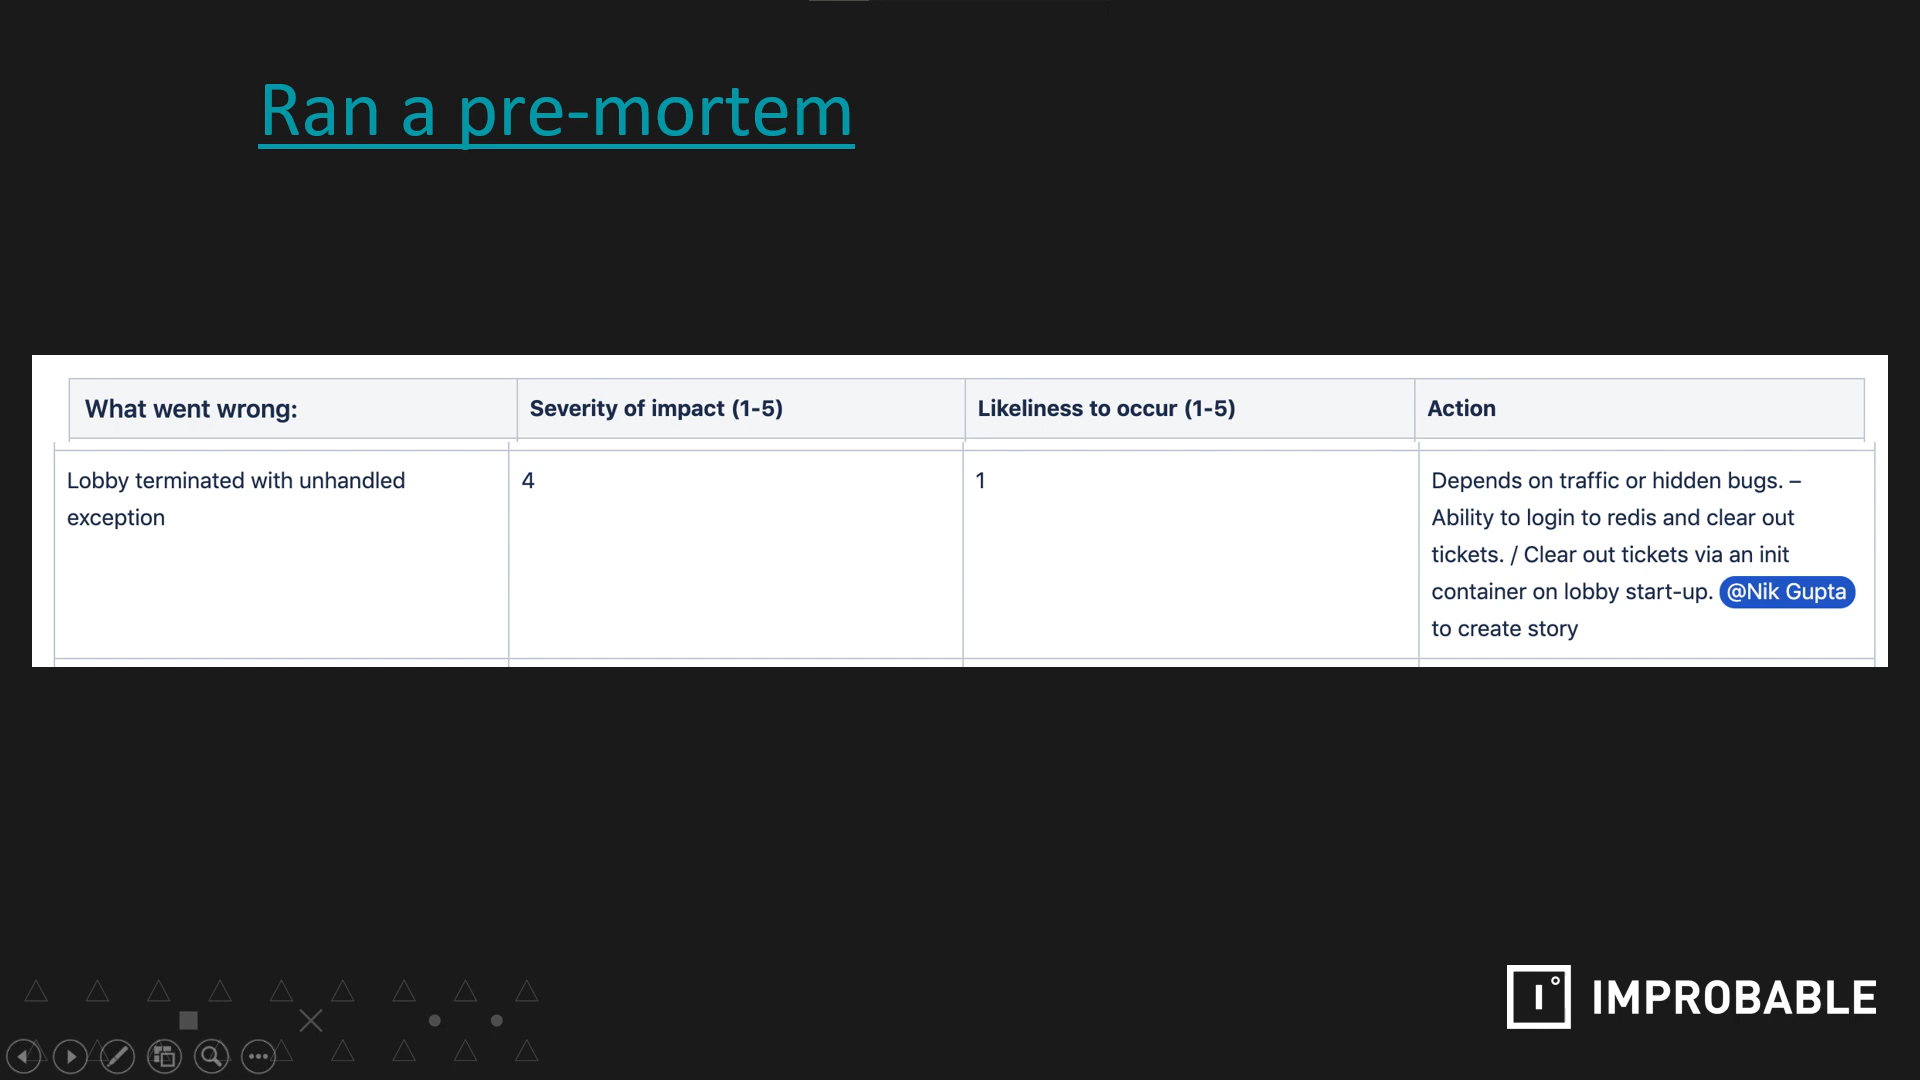 Ran a pre-mortem
What went wrong:
Severity of impact (1-5)
Likeliness to occur (1-5)
Action
Lobby terminated with unhandled
exception
4
1
Depends on traffic or hidden bugs. –
Ability to login to redis and clear out
tickets. / Clear out tickets via an init
container on lobby start-up. @Nik Gupta
to create story
IMPROBABLE